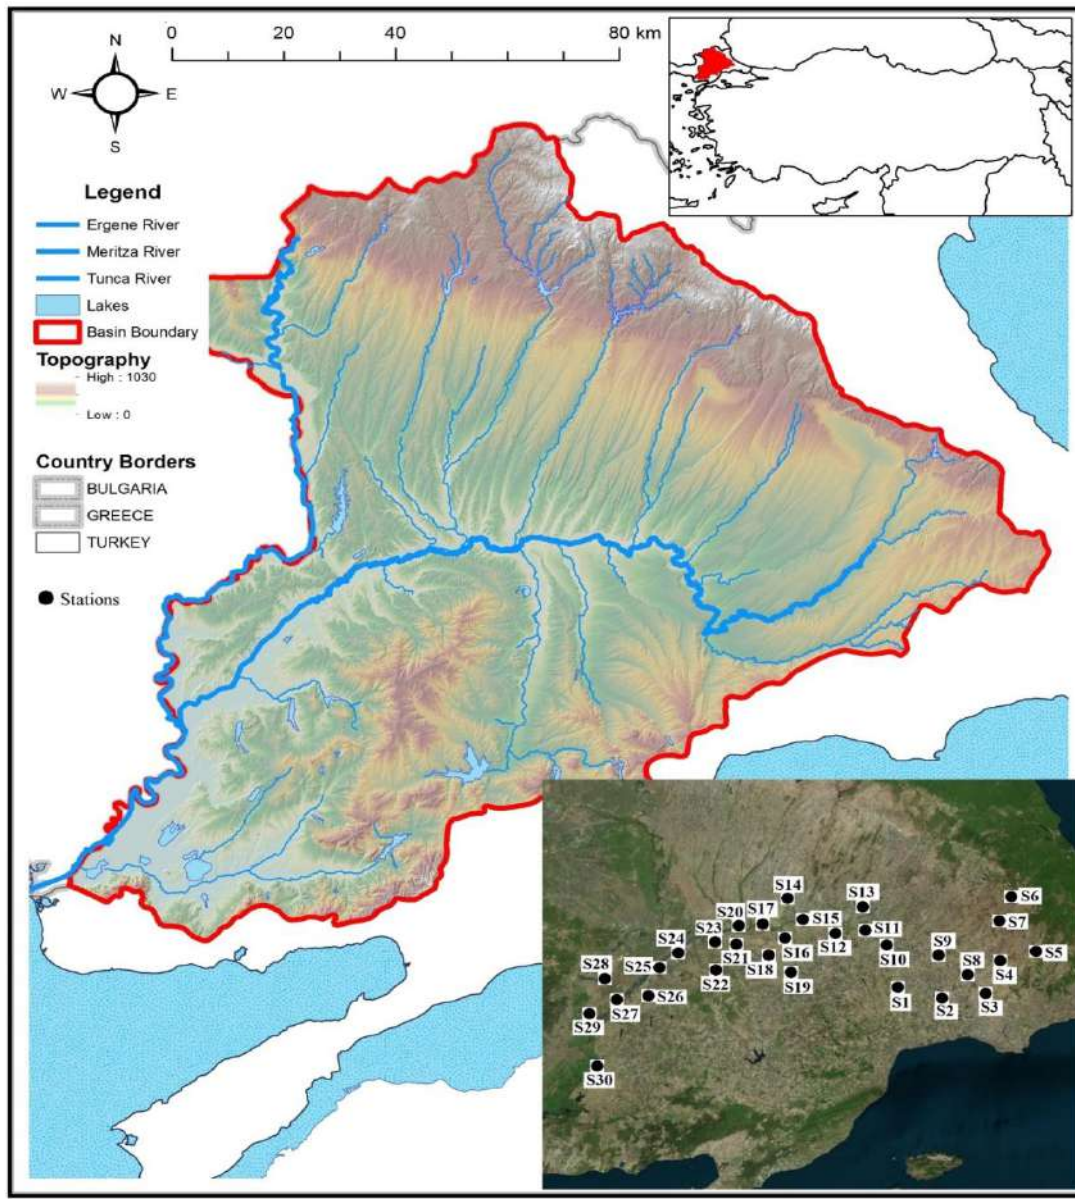 0 20 40 80 km
N
W E
S
Legend
Ergene River
Meritza River
Tunca River
Lakes
Basin Boundary
Topography
High : 1030
Low : 0
Country Borders
BULGARIA
GREECE
TURKEY
Stations
S14
S13
S6
S20 S17
S23 S15 S11 S7
S24 S12 S9 S5
S21 S16 S10 S8 S4
S25 S18
S28 S22 S19
S26 S1 S2 S3
S27
S29
S30